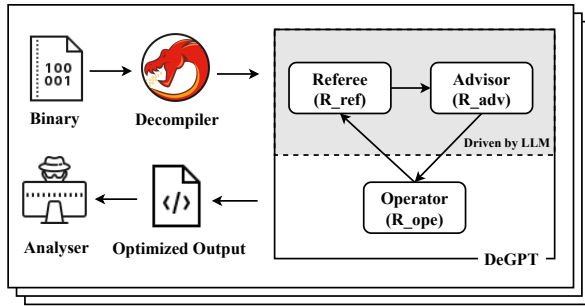 100
001
Binary
Decompiler
Referee
(R_ref)
Advisor
(R_adv)
Driven by LLM
Operator
(R_ope)
DeGPT
</>
Analyser
Optimized Output